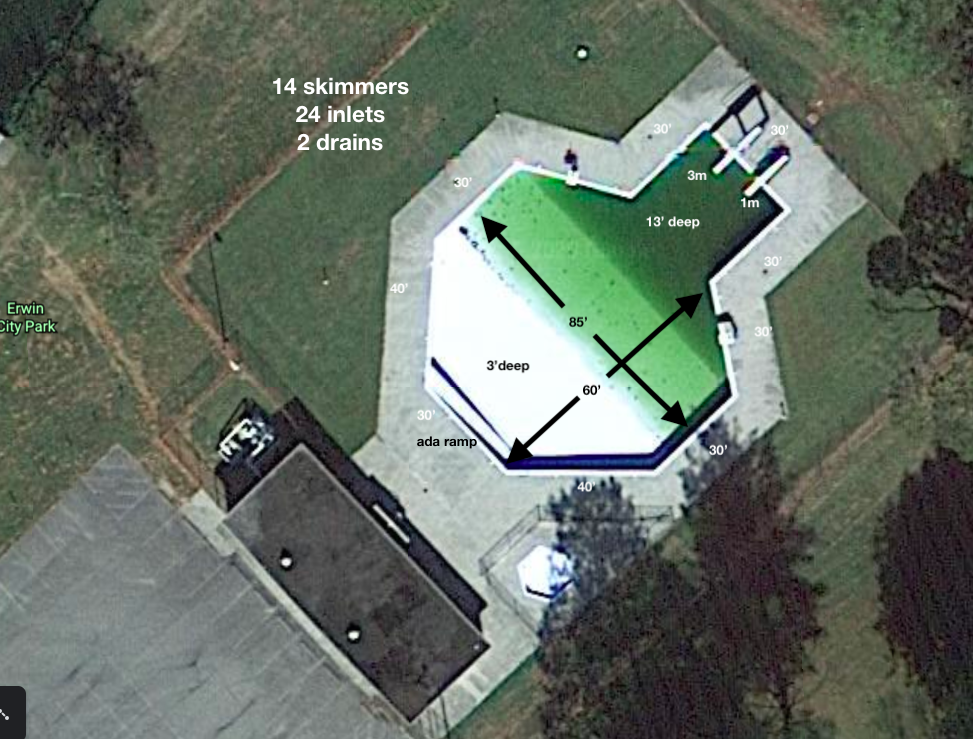 14 skimmers
24 inlets
2 drains
30'
30'
3m
30'
1m
13' deep
30'
40'
Erwin
City Park
85'
30'
3'deep
60'
30'
ada ramp
30'
40'